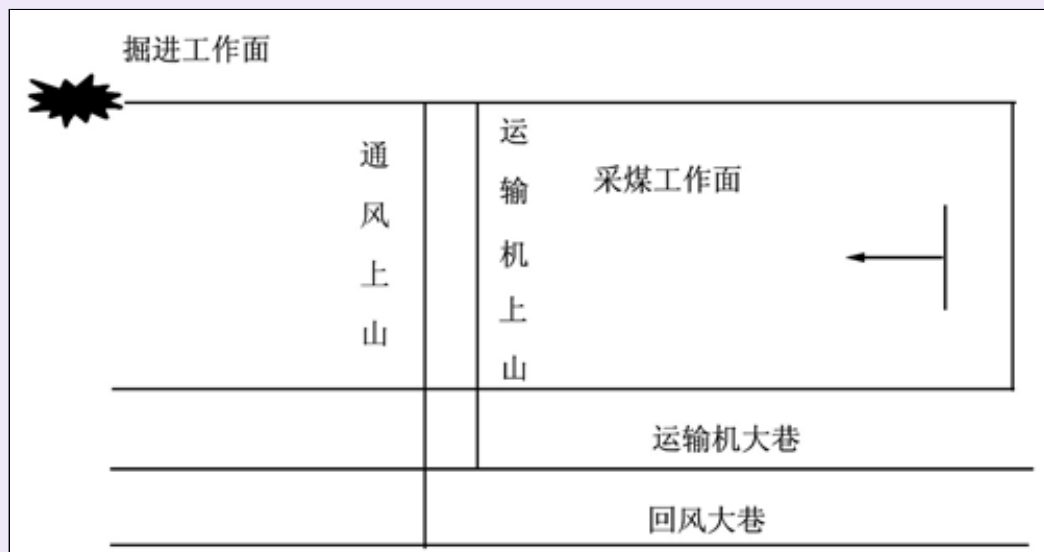 掘进工作面
通风上山
运输机上山
采煤工作面
运输机大巷
回风大巷